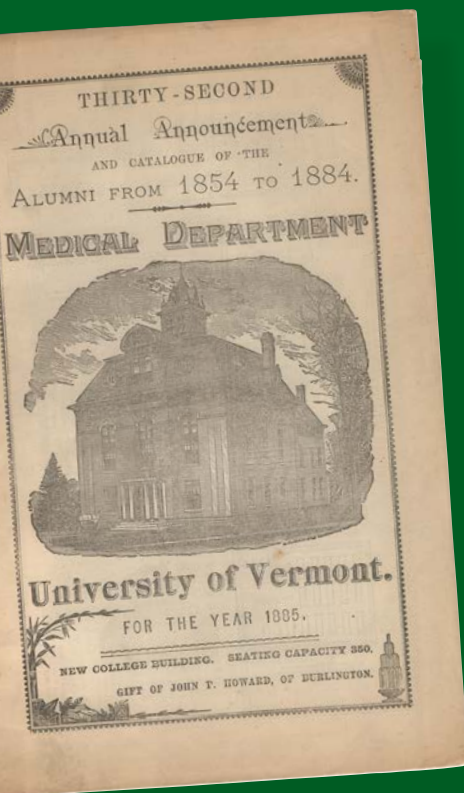 THIRTY-SECOND
Annual Announcement
AND CATALOGUE OF THE
ALUMNI FROM 1854 TO 1884.
MEDICAL DEPARTMENT
University of Vermont.
FOR THE YEAR 1885.
NEW COLLEGE BUILDING. SEATING CAPACITY 350.
GIFT OF JOHN P. HOWARD, OF BURLINGTON.